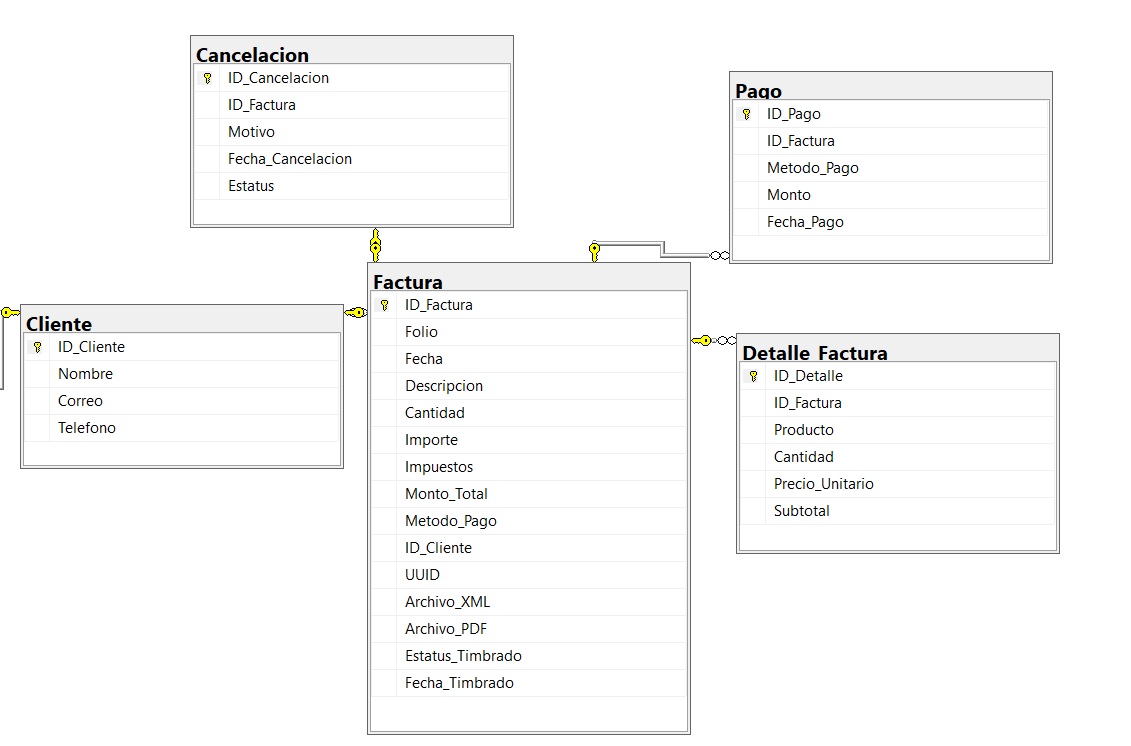 Cancelacion
ID_Cancelacion
ID_Factura
Motivo
Fecha_Cancelacion
Estatus
Pago
ID_Pago
ID_Factura
Metodo_Pago
Monto
Fecha_Pago
Cliente
ID_Cliente
Nombre
Correo
Telefono
Factura
ID_Factura
Folio
Fecha
Descripcion
Cantidad
Importe
Impuestos
Monto_Total
Metodo_Pago
ID_Cliente
UUID
Archivo_XML
Archivo_PDF
Estatus_Timbrado
Fecha_Timbrado
Detalle_Factura
ID_Detalle
ID_Factura
Producto
Cantidad
Precio_Unitario
Subtotal